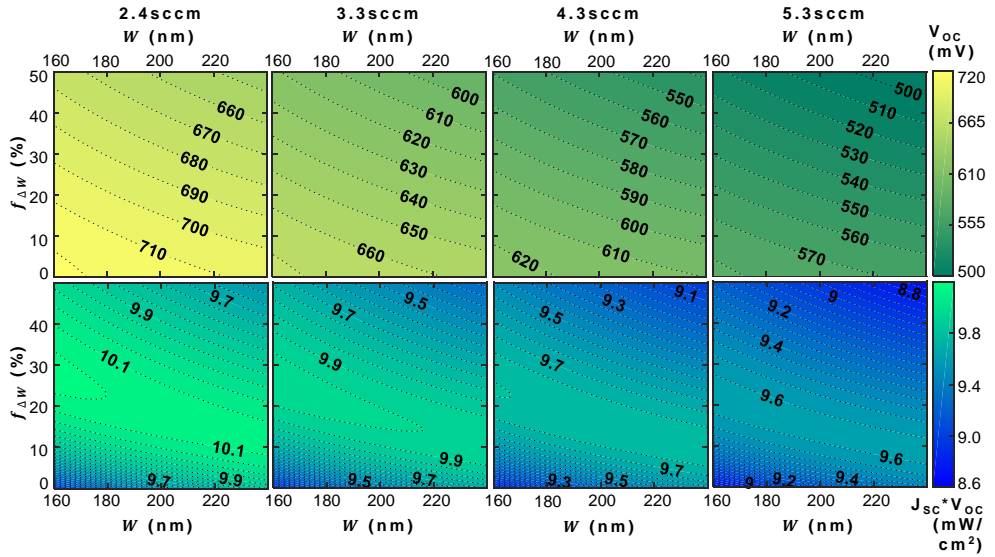 2.4sccm 3.3sccm 4.3sccm 5.3sccm
W (nm) W (nm) W (nm) W (nm) V_OC
(mV)
160 180 200 220 160 180 200 220 160 180 200 220 160 180 200 220
50 40 30 20 10 0
f_ΔW (%)
660 670 680 690 700 710
600 610 620 630 640 650 660
550 560 570 580 590 600 610 620
500 510 520 530 540 550 560 570
720 665 610 555 500
40 30 20 10 0
f_ΔW (%)
9.7 9.9 10.1 10.1 9.7 9.9
9.5 9.7 9.9 9.9 9.5 9.7
9.1 9.3 9.5 9.7 9.7 9.3 9.5
8.8 9 9.2 9.4 9.6 9.6 9 9.2 9.4
9.8 9.4 9.0 8.6
160 180 200 220 160 180 200 220 160 180 200 220 160 180 200 220
W (nm) W (nm) W (nm) W (nm) J_SC*V_OC
(mW/
cm²)